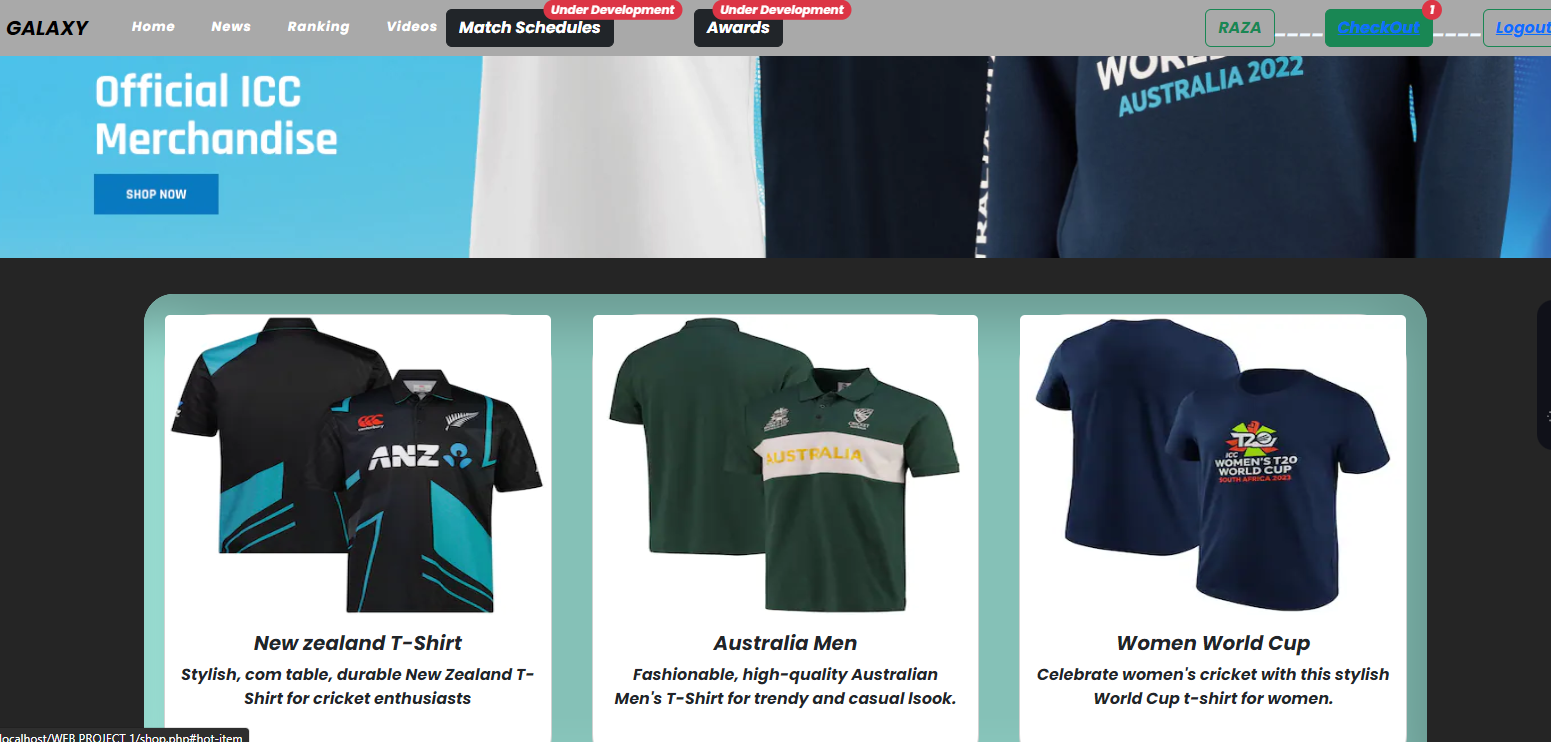 Under Development
Under Development
1
GALAXY
Home
News
Ranking
Videos
Match Schedules
Awards
RAZA
____
CheckOut
____
Logout
Official ICC
Merchandise
SHOP NOW
AUSTRALIA 2022
ANZ
AUSTRALIA
T20
ICC
WOMEN'S T20
WORLD CUP
SOUTH AFRICA 2023
New zealand T-Shirt
Stylish, com table, durable New Zealand T-
Shirt for cricket enthusiasts
Australia Men
Fashionable, high-quality Australian
Men's T-Shirt for trendy and casual lsook.
Women World Cup
Celebrate women's cricket with this stylish
World Cup t-shirt for women.
localhost/WEB PROJECT 1/shop.php#hot-item